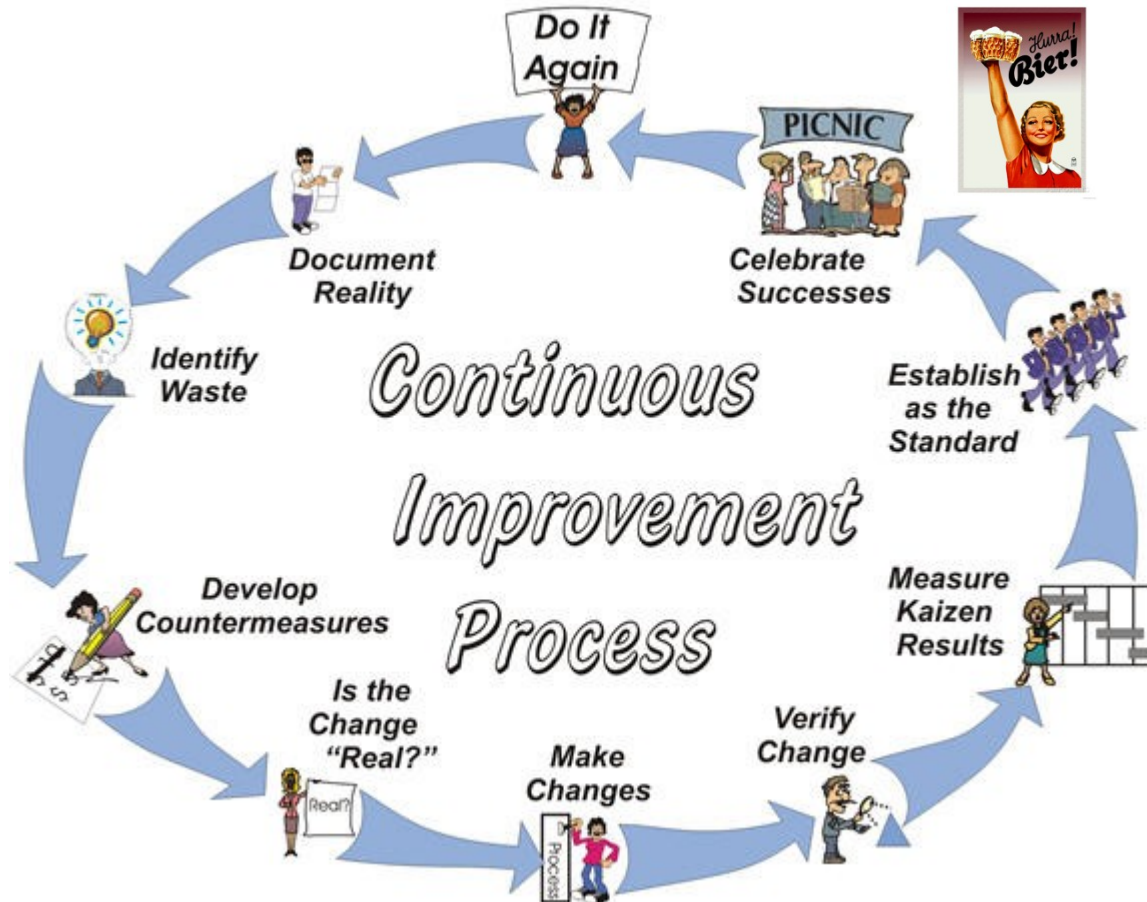 Do It
Again
PICNIC
Hurra!
Bier!
Document
Reality
Celebrate
Successes
Identify
Waste
Establish
as the
Standard
Continuous
Improvement
Process
Develop
Countermeasures
Measure
Kaizen
Results
Is the
Change
“Real?”
Real?
Make
Changes
Process
Verify
Change